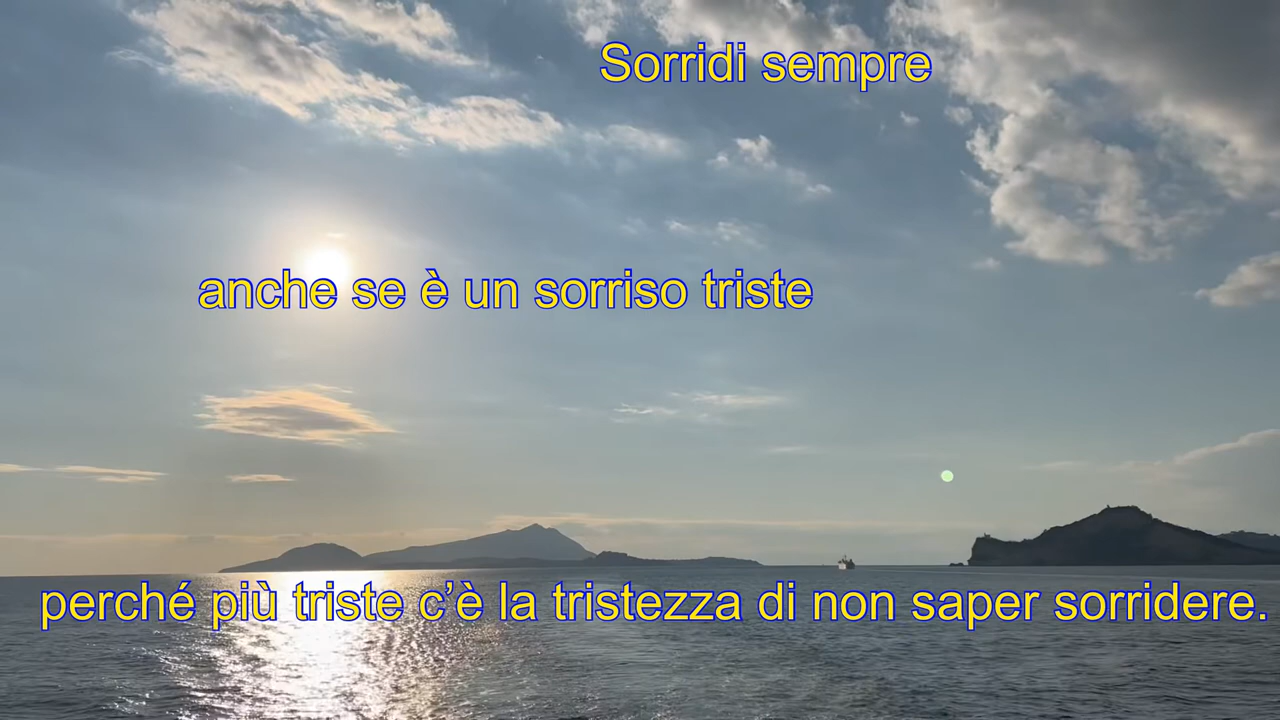 Sorridi sempre
anche se è un sorriso triste
perché più triste c’è la tristezza di non saper sorridere.